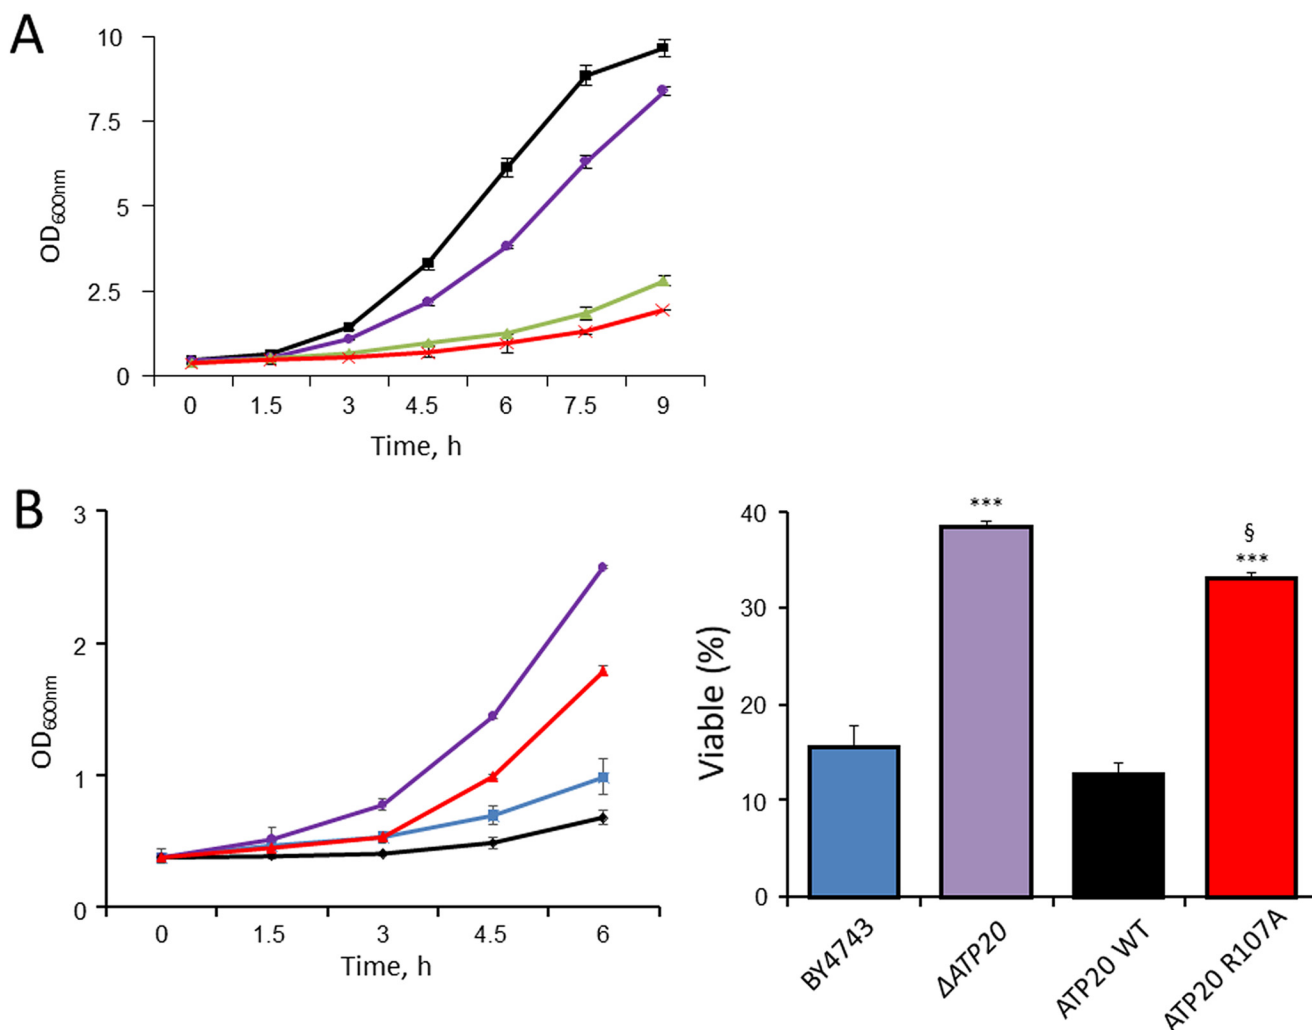 A
10
7.5
5
2.5
0
OD600nm
0 1.5 3 4.5 6 7.5 9
Time, h
B
3
2
1
0
OD600nm
0 1.5 3 4.5 6
Time, h
40
30
20
10
0
Viable (%)
***
§
***
BY4743
ΔATP20
ATP20 WT
ATP20 R107A